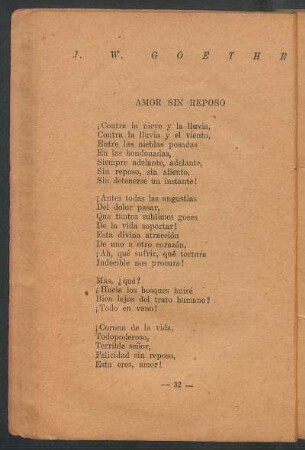 J. W. GOETHE
AMOR SIN REPOSO
¡Contra la nieve y la lluvia,
Contra la lluvia y el viento,
Entre las nieblas posadas
En las hondonadas,
Siempre adelante, adelante,
Sin reposo, sin aliento,
Sin detenerse un instante!
¡Antes todas las angustias
Del dolor pasar,
Que tantos sublimes goces
De la vida soportar!
Esta divina atracción
De uno a otro corazón,
¡Ah, qué sufrir, qué tortura
Indecible nos procura!
Mas, ¿qué?
¿Hacia los bosques huiré
Bien lejos del trato humano?
¡Todo en vano!
¡Corona de la vida,
Todopoderoso,
Terrible señor,
Felicidad sin reposo,
Esto eres, amor!
— 32 —